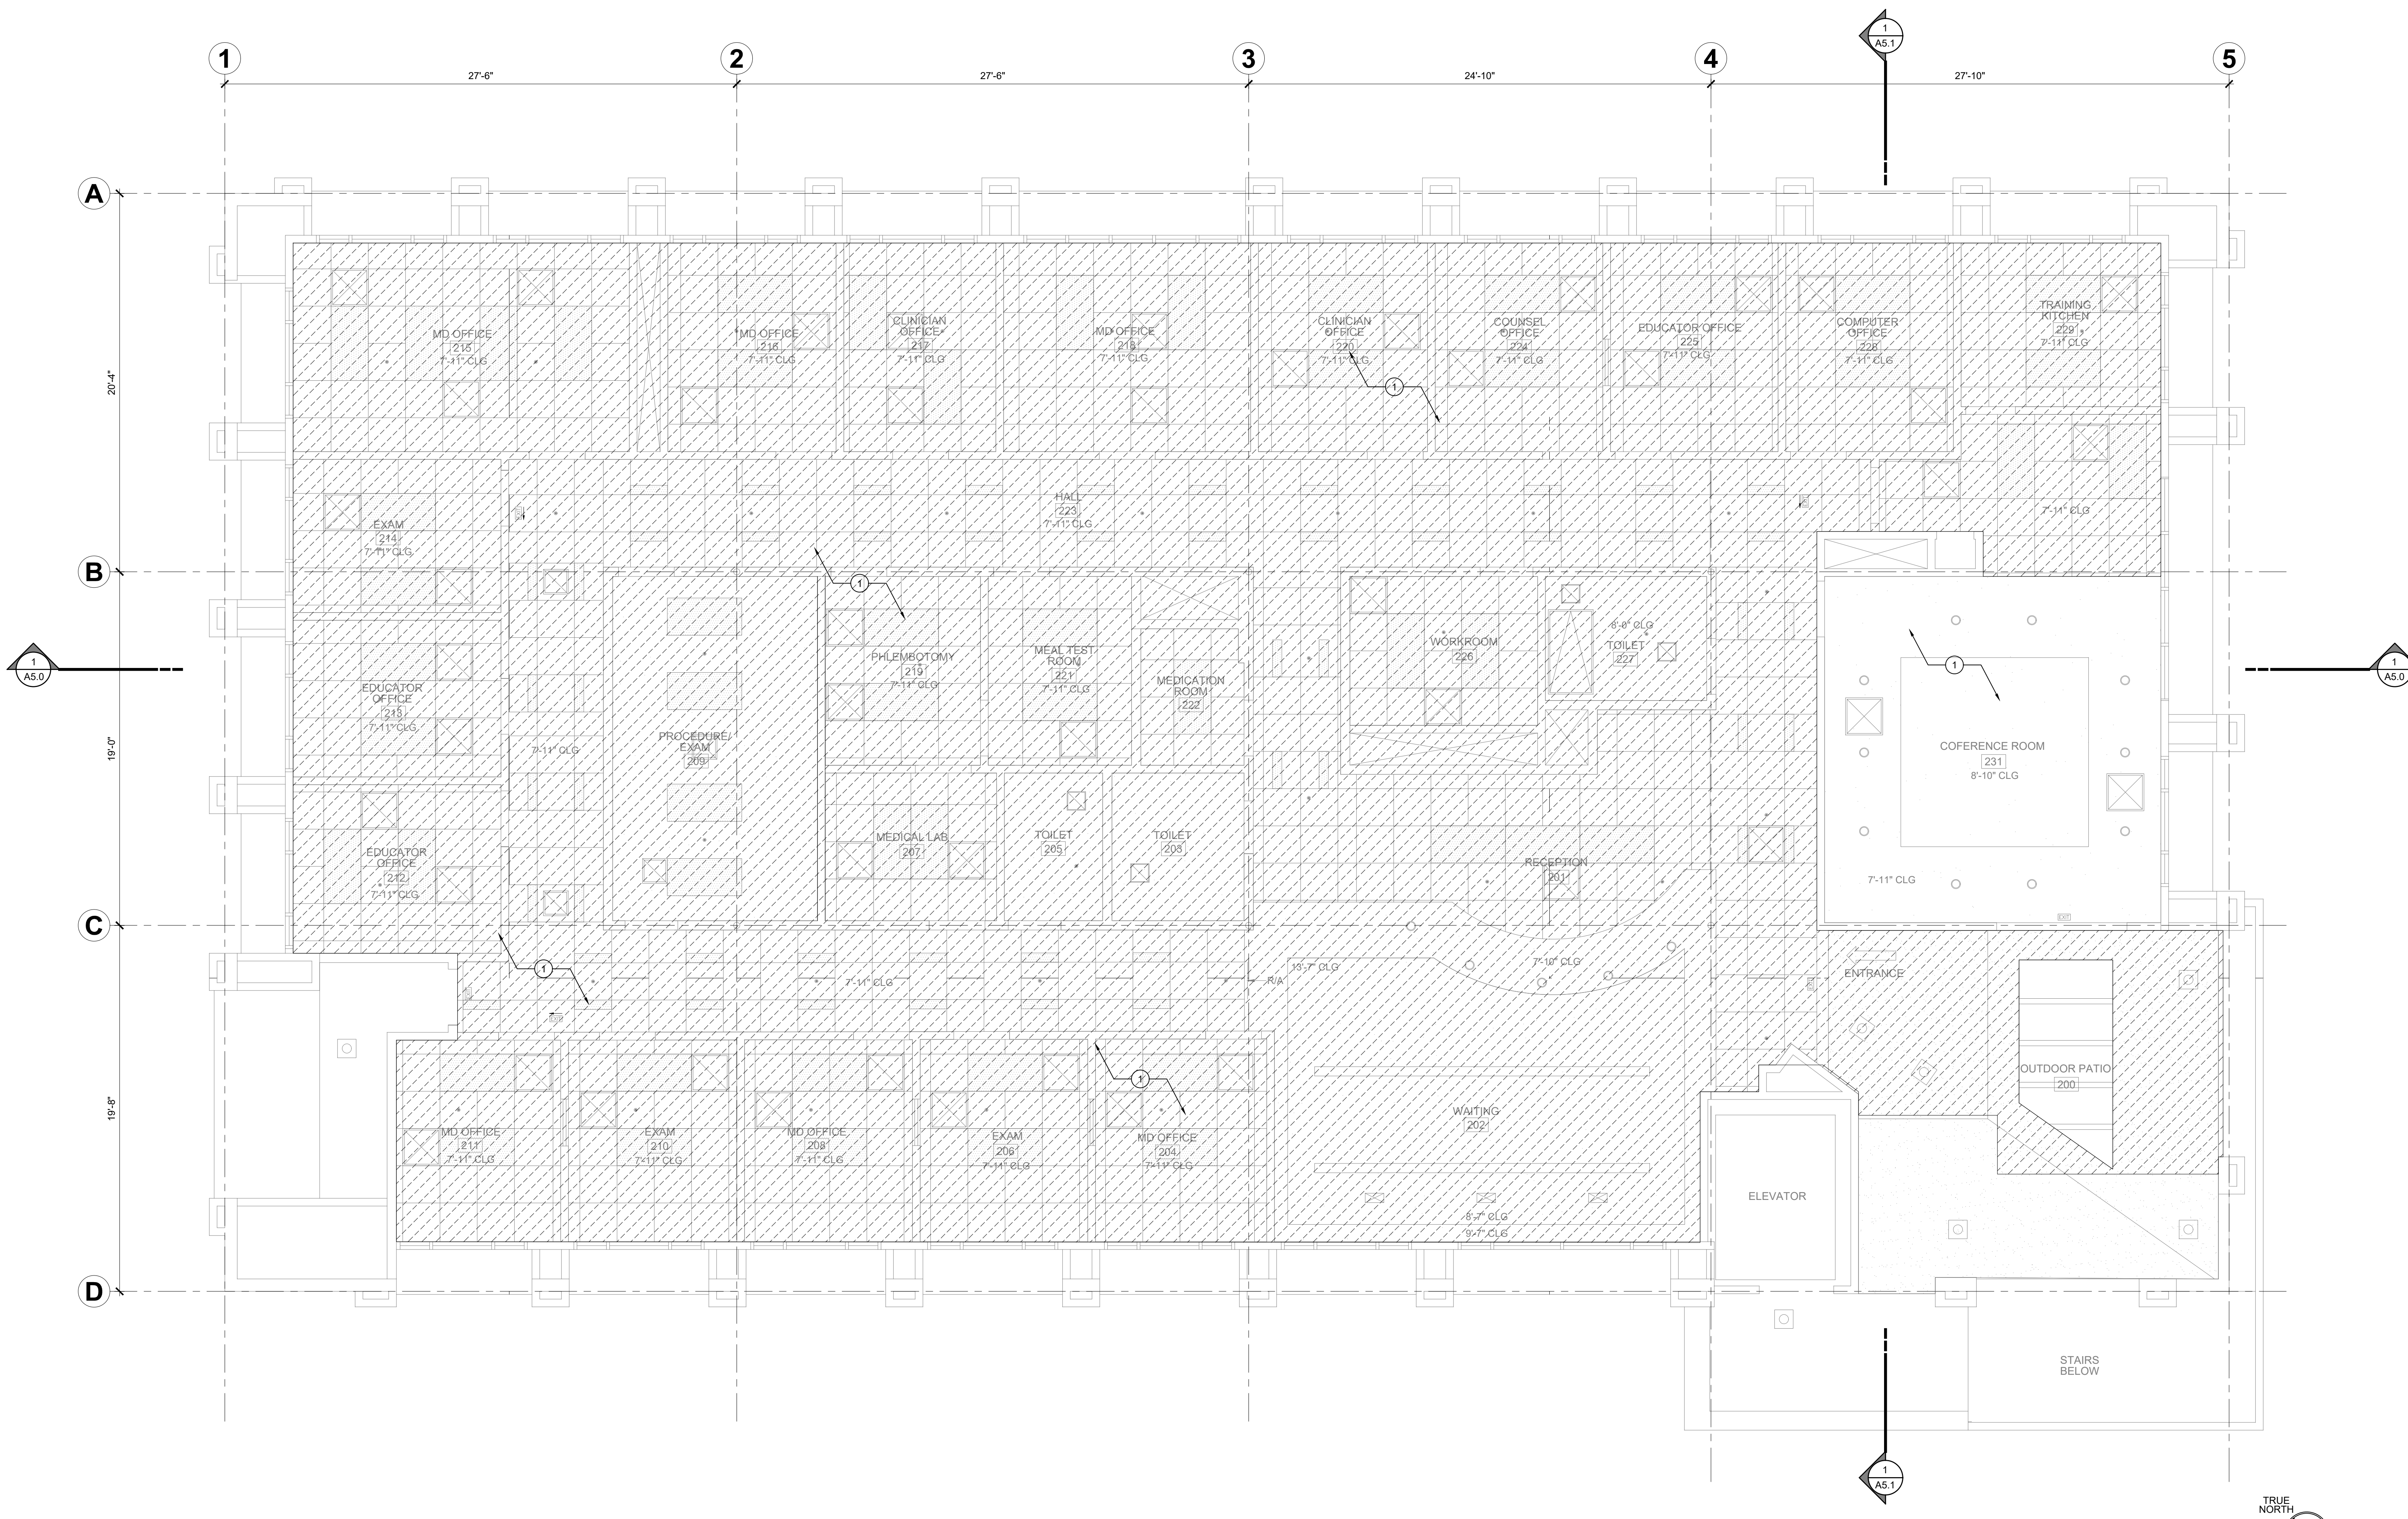 1
A5.1
1
2
3
4
5
27'-6"
27'-6"
24'-10"
27'-10"
A
20'-4"
B
19'-0"
C
19'-8"
D
1
A5.0
1
A5.0
MD OFFICE
215
7'-11" CLG
MD OFFICE
216
7'-11" CLG
CLINICIAN
OFFICE
217
7'-11" CLG
MD OFFICE
218
7'-11" CLG
CLINICIAN
OFFICE
220
7'-11" CLG
COUNSEL
OFFICE
224
7'-11" CLG
EDUCATOR OFFICE
225
7'-11" CLG
COMPUTER
OFFICE
228
7'-11" CLG
TRAINING
KITCHEN
229
7'-11" CLG
1
EXAM
214
7'-11" CLG
HALL
223
7'-11" CLG
7'-11" CLG
1
EDUCATOR
OFFICE
213
7'-11" CLG
7'-11" CLG
PROCEDURE/
EXAM
209
PHLEMBOTOMY
219
7'-11" CLG
MEAL TEST
ROOM
221
7'-11" CLG
MEDICATION
ROOM
222
WORKROOM
226
8'-0" CLG
TOILET
227
1
COFERENCE ROOM
231
8'-10" CLG
7'-11" CLG
EXIT
EDUCATOR
OFFICE
212
7'-11" CLG
MEDICAL LAB
207
TOILET
205
TOILET
203
RECEPTION
201
1
EXIT
7'-11" CLG
R/A
13'-7" CLG
7'-10" CLG
ENTRANCE
MD OFFICE
211
7'-11" CLG
EXAM
210
7'-11" CLG
MD OFFICE
208
7'-11" CLG
EXAM
206
7'-11" CLG
1
MD OFFICE
204
7'-11" CLG
WAITING
202
8'-7" CLG
9'-7" CLG
OUTDOOR PATIO
200
ELEVATOR
STAIRS
BELOW
1
A5.1
TRUE
NORTH